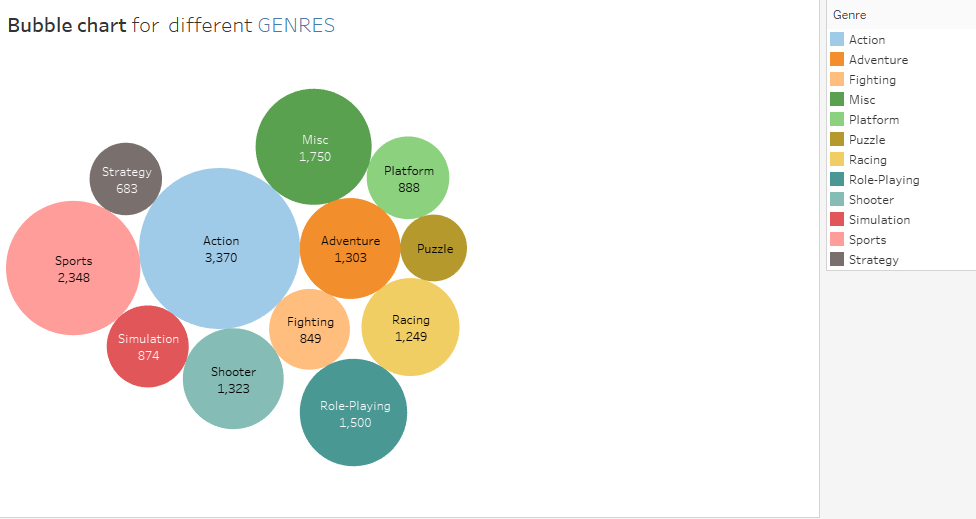 Bubble chart for different GENRES
Misc
1,750
Strategy
683
Platform
888
Action
3,370
Adventure
1,303
Puzzle
Sports
2,348
Fighting
849
Racing
1,249
Simulation
874
Shooter
1,323
Role-Playing
1,500
Genre
Action
Adventure
Fighting
Misc
Platform
Puzzle
Racing
Role-Playing
Shooter
Simulation
Sports
Strategy